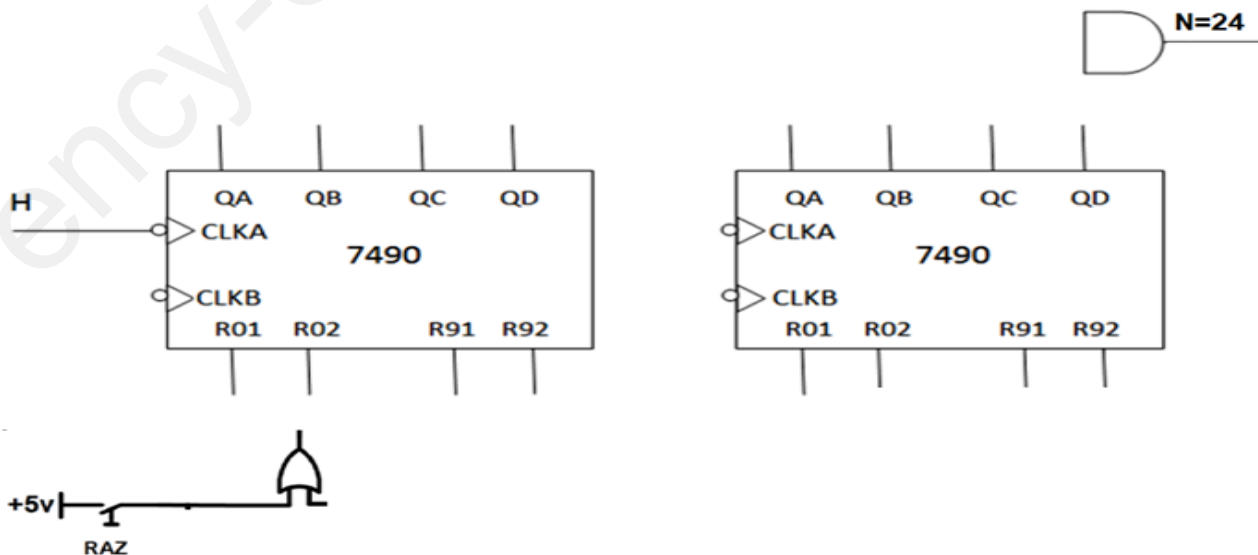 ency-
N=24
H
QA QB QC QD
CLKA
7490
CLKB
R01 R02 R91 R92
QA QB QC QD
CLKA
7490
CLKB
R01 R02 R91 R92
+5v
RAZ